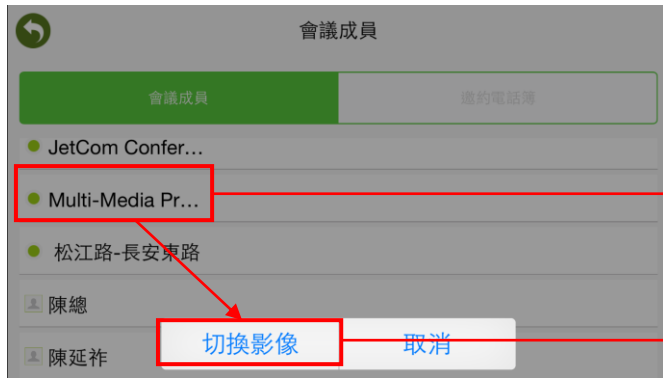 會議成員
會議成員 邀約電話簿
JetCom Confer...
Multi-Media Pr...
松江路-長安東路
陳總
陳延祚
切換影像 取消